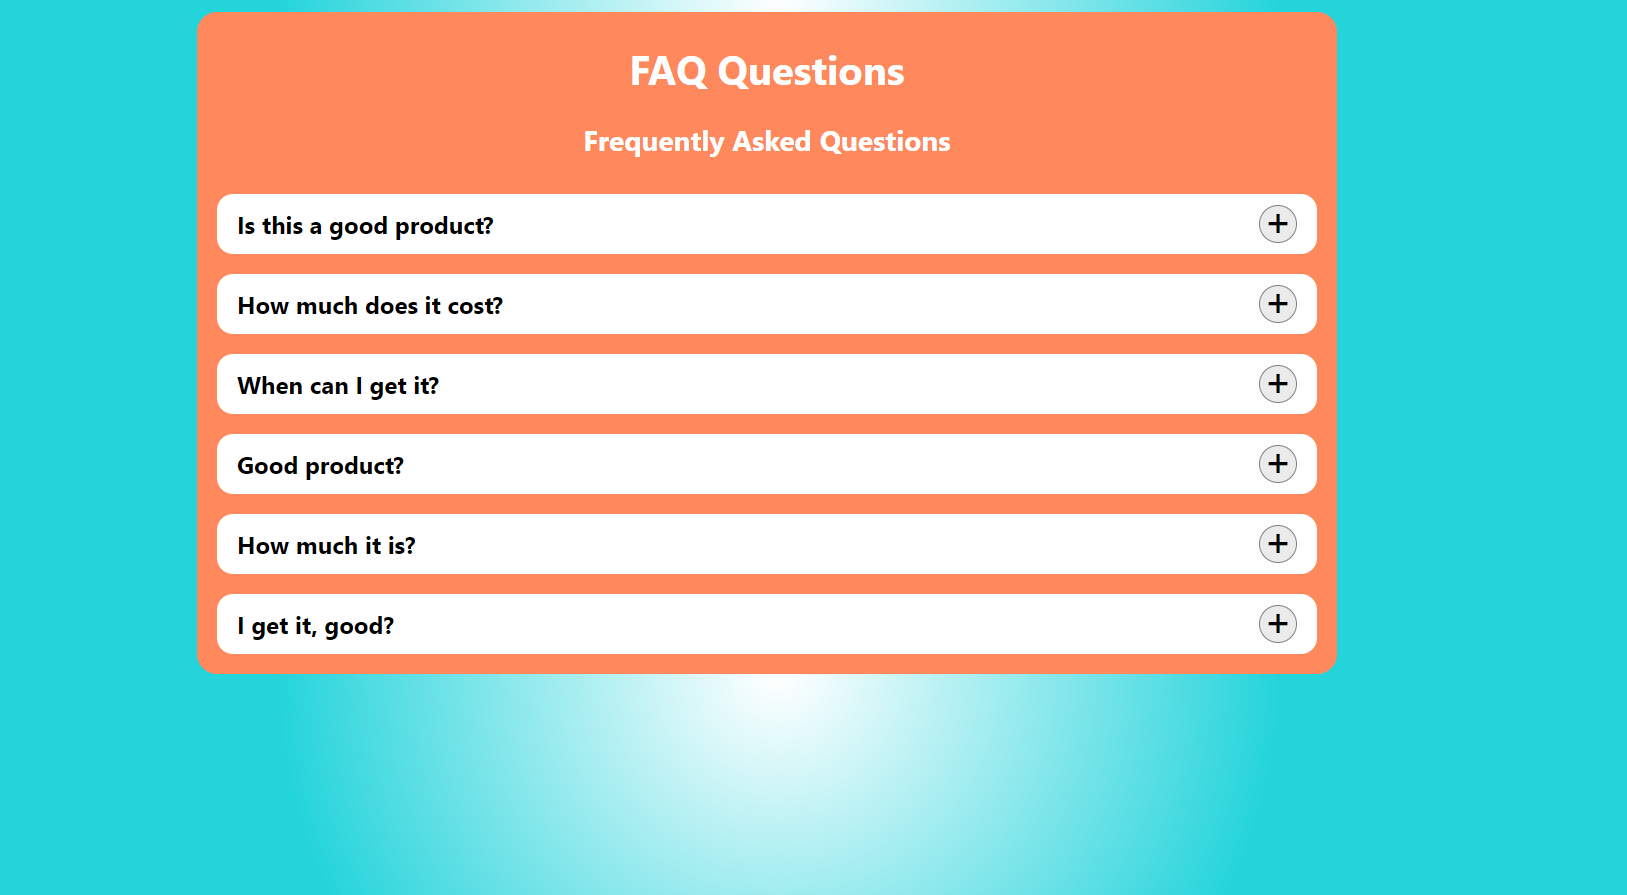 FAQ Questions
Frequently Asked Questions
Is this a good product? +
How much does it cost? +
When can I get it? +
Good product? +
How much it is? +
I get it, good? +